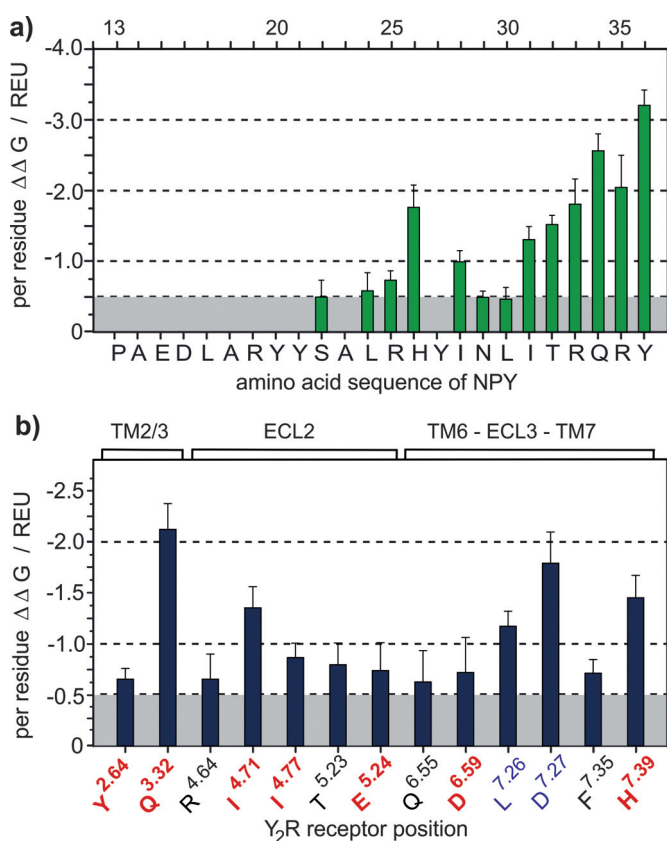 a)
13 20 25 30 35
-4.0
-3.0
-2.0
-1.0
0
per residue ΔΔG / REU
P A E D L A R Y Y S A L R H Y I N L I T R Q R Y
amino acid sequence of NPY
b)
TM2/3 ECL2 TM6 - ECL3 - TM7
-2.5
-2.0
-1.5
-1.0
-0.5
0
per residue ΔΔG / REU
Y2.64 Q3.32 R4.64 I4.71 I4.77 T5.23 E5.24 Q6.55 D6.59 L7.26 D7.27 F7.35 H7.39
Y₂R receptor position